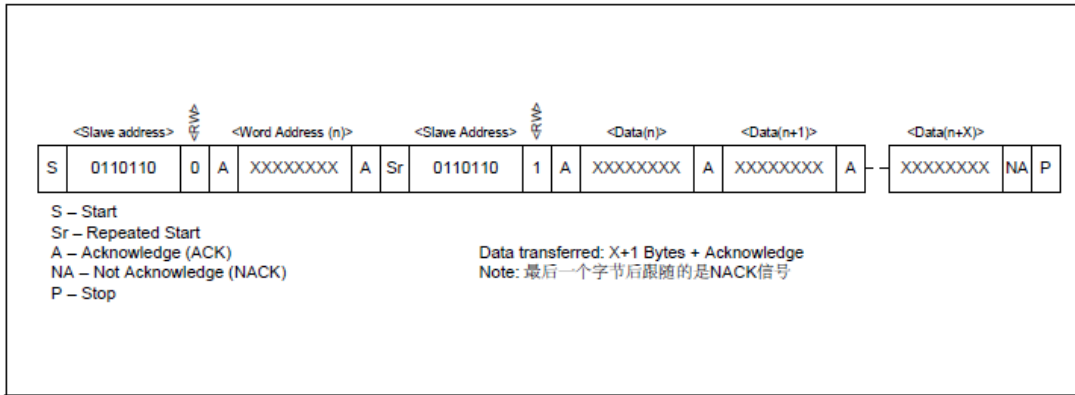 <R/W> <R/W>
<Slave address> <Word Address (n)> <Slave Address> <Data(n)> <Data(n+1)> <Data(n+X)>
S 0110110 0 A XXXXXXXX A Sr 0110110 1 A XXXXXXXX A XXXXXXXX A XXXXXXXX NA P
S – Start
Sr – Repeated Start
A – Acknowledge (ACK)
NA – Not Acknowledge (NACK)
P – Stop
Data transferred: X+1 Bytes + Acknowledge
Note: 最后一个字节后跟随的是NACK信号